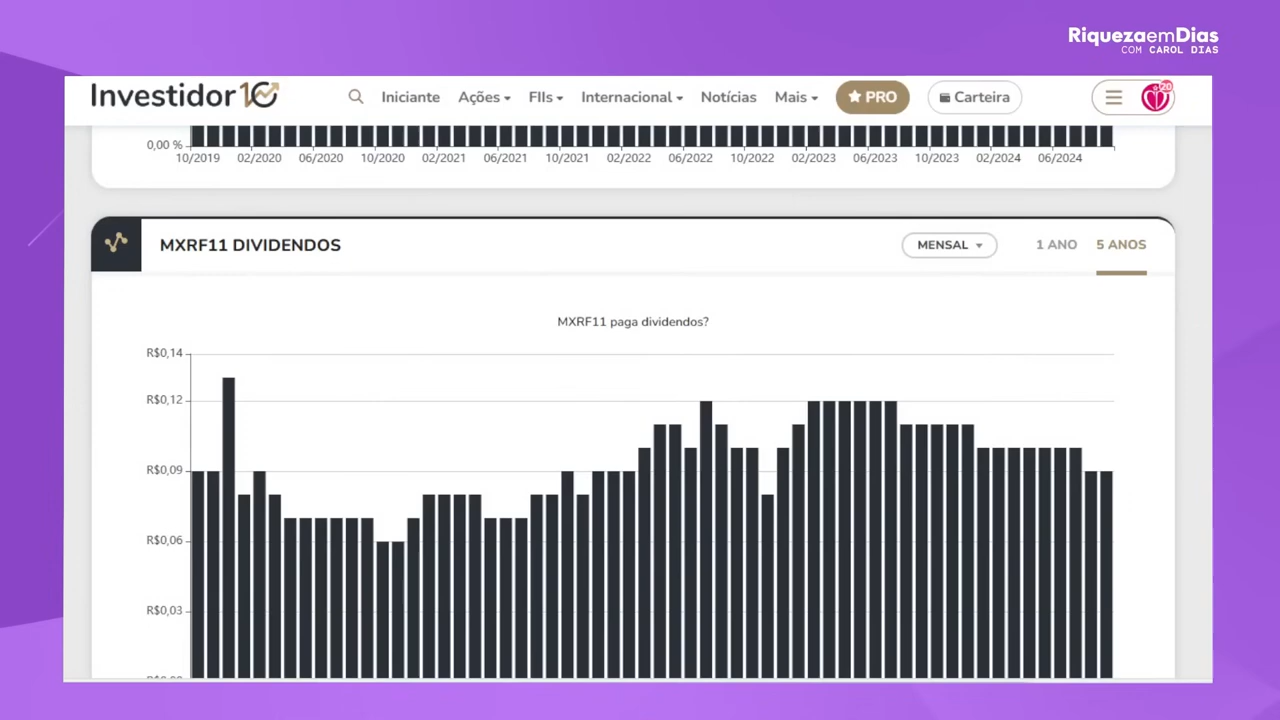 RiquezaemDias
COM CAROL DIAS
Investidor10
Iniciante
Ações
FIIs
Internacional
Notícias
Mais
PRO
Carteira
+20
0,00 %
10/2019 02/2020 06/2020 10/2020 02/2021 06/2021 10/2021 02/2022 06/2022 10/2022 02/2023 06/2023 10/2023 02/2024 06/2024
MXRF11 DIVIDENDOS
MENSAL
1 ANO
5 ANOS
MXRF11 paga dividendos?
R$0,14
R$0,12
R$0,09
R$0,06
R$0,03